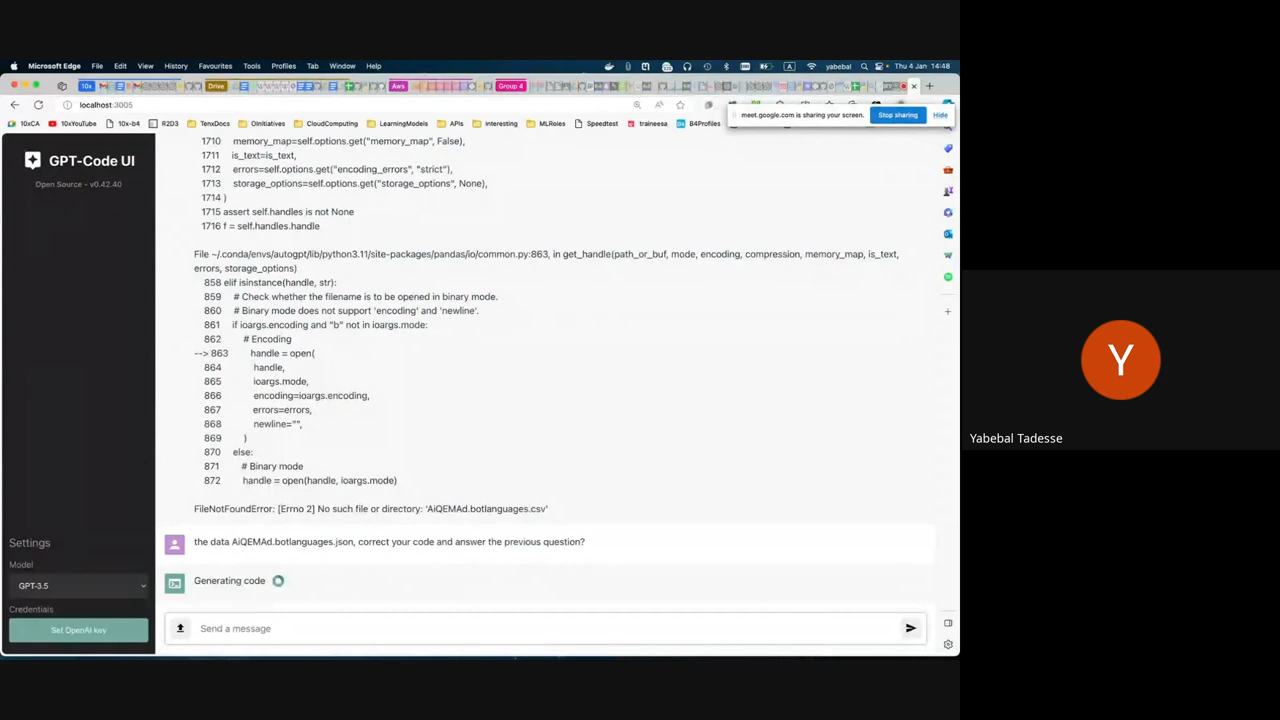 Microsoft Edge File Edit View History Favourites Tools Profiles Tab Window Help yabebal Thu 4 Jan 14:48
10x Drive Aws Group 4
localhost:3005
meet.google.com is sharing your screen. Stop sharing Hide
10xCA 10xYouTube 10x-b4 R2D3 TenxDocs OInitiatives CloudComputing LearningModels APIs Interesting MLRoles Speedtest traineesa B4Profiles
GPT-Code UI
Open Source - v0.42.40
1710 memory_map=self.options.get("memory_map", False),
1711 is_text=is_text,
1712 errors=self.options.get("encoding_errors", "strict"),
1713 storage_options=self.options.get("storage_options", None),
1714 )
1715 assert self.handles is not None
1716 f = self.handles.handle
File ~/.conda/envs/autogpt/lib/python3.11/site-packages/pandas/io/common.py:863, in get_handle(path_or_buf, mode, encoding, compression, memory_map, is_text,
errors, storage_options)
858 elif isinstance(handle, str):
859 # Check whether the filename is to be opened in binary mode.
860 # Binary mode does not support 'encoding' and 'newline'.
861 if ioargs.encoding and "b" not in ioargs.mode:
862 # Encoding
--> 863 handle = open(
864 handle,
865 ioargs.mode,
866 encoding=ioargs.encoding,
867 errors=errors,
868 newline="",
869 )
870 else:
871 # Binary mode
872 handle = open(handle, ioargs.mode)
FileNotFoundError: [Errno 2] No such file or directory: 'AiQEMAd.botlanguages.csv'
the data AiQEMAd.botlanguages.json, correct your code and answer the previous question?
Generating code
Settings
Model
GPT-3.5
Credentials
Set OpenAI key
Send a message
Y
Yabebal Tadesse